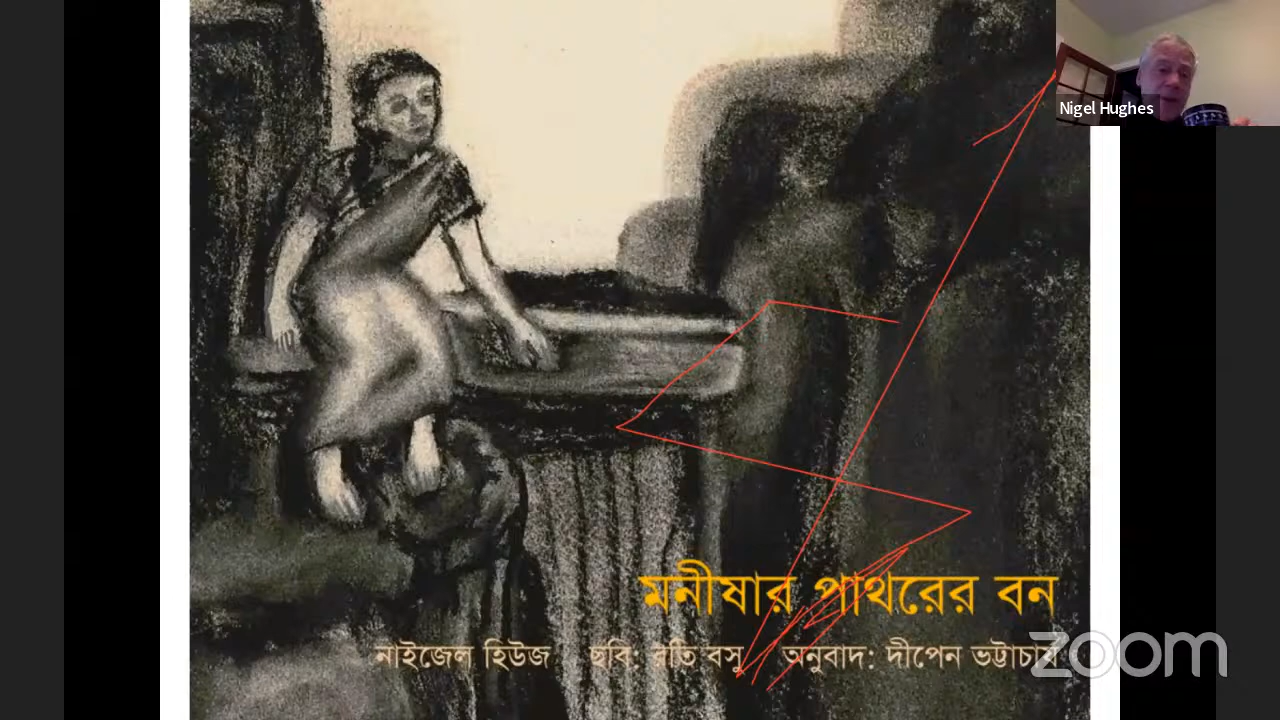 Nigel Hughes
মনীষার পাথরের বন
নাইজেল হিউজ ছবি: রতি বসু অনুবাদ: দীপেন ভট্টাচার্য
zoom